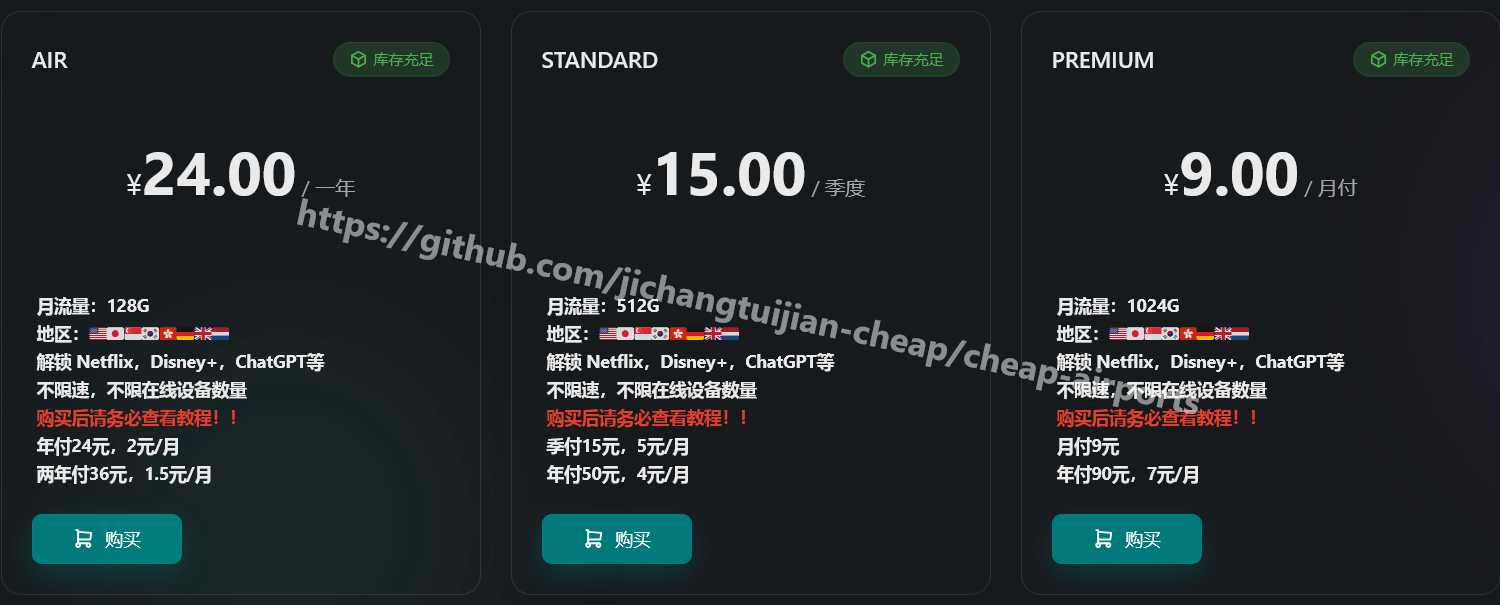 AIR
库存充足
¥24.00 / 一年
月流量：128G
地区：
解锁 Netflix，Disney+，ChatGPT等
不限速，不限在线设备数量
购买后请务必查看教程！！
年付24元，2元/月
两年付36元，1.5元/月
购买
STANDARD
库存充足
¥15.00 / 季度
月流量：512G
地区：
解锁 Netflix，Disney+，ChatGPT等
不限速，不限在线设备数量
购买后请务必查看教程！！
季付15元，5元/月
年付50元，4元/月
购买
PREMIUM
库存充足
¥9.00 / 月付
月流量：1024G
地区：
解锁 Netflix，Disney+，ChatGPT等
不限速，不限在线设备数量
购买后请务必查看教程！！
月付9元
年付90元，7元/月
购买
https://github.com/jichangtuijian-cheap/cheap-airports